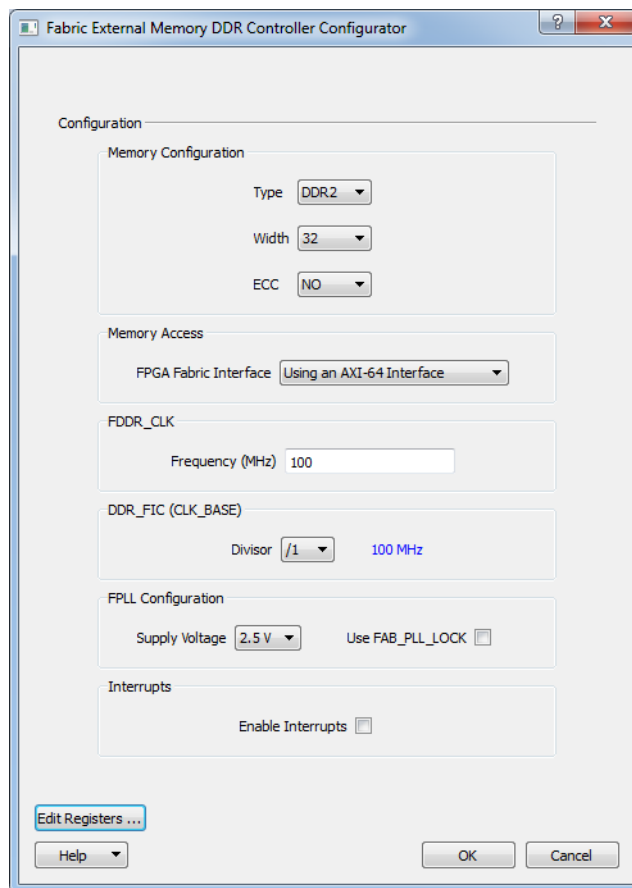 Fabric External Memory DDR Controller Configurator
Configuration
Memory Configuration
Type DDR2
Width 32
ECC NO
Memory Access
FPGA Fabric Interface Using an AXI-64 Interface
FDDR_CLK
Frequency (MHz) 100
DDR_FIC (CLK_BASE)
Divisor /1 100 MHz
FPLL Configuration
Supply Voltage 2.5 V Use FAB_PLL_LOCK
Interrupts
Enable Interrupts
Edit Registers ...
Help OK Cancel